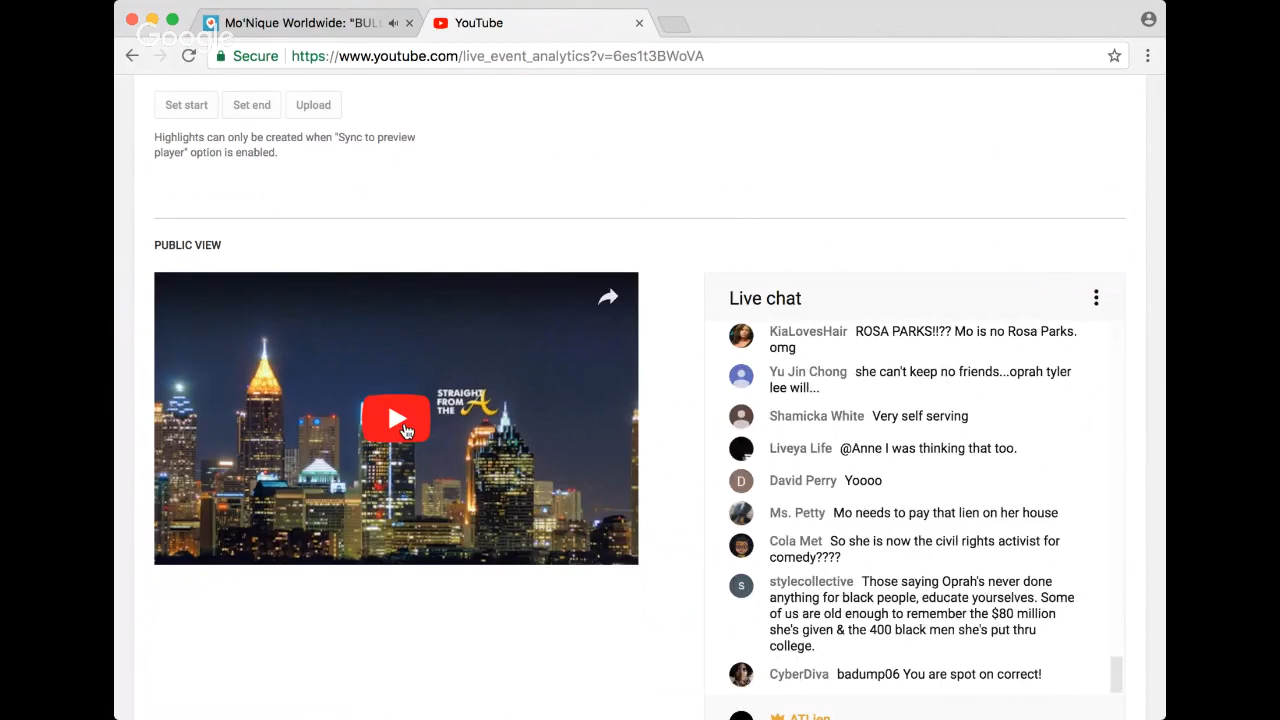 Mo'Nique Worldwide: "BULL
YouTube
Google
Secure https://www.youtube.com/live_event_analytics?v=6es1t3BWoVA
Set start Set end Upload
Highlights can only be created when "Sync to preview
player" option is enabled.
PUBLIC VIEW
STRAIGHT
FROM
THE A
Live chat
KiaLovesHair ROSA PARKS!!?? Mo is no Rosa Parks.
omg
Yu Jin Chong she can't keep no friends...oprah tyler
lee will...
Shamicka White Very self serving
Liveya Life @Anne I was thinking that too.
D David Perry Yoooo
Ms. Petty Mo needs to pay that lien on her house
Cola Met So she is now the civil rights activist for
comedy????
S stylecollective Those saying Oprah's never done
anything for black people, educate yourselves. Some
of us are old enough to remember the $80 million
she's given & the 400 black men she's put thru
college.
CyberDiva badump06 You are spot on correct!
ATLien